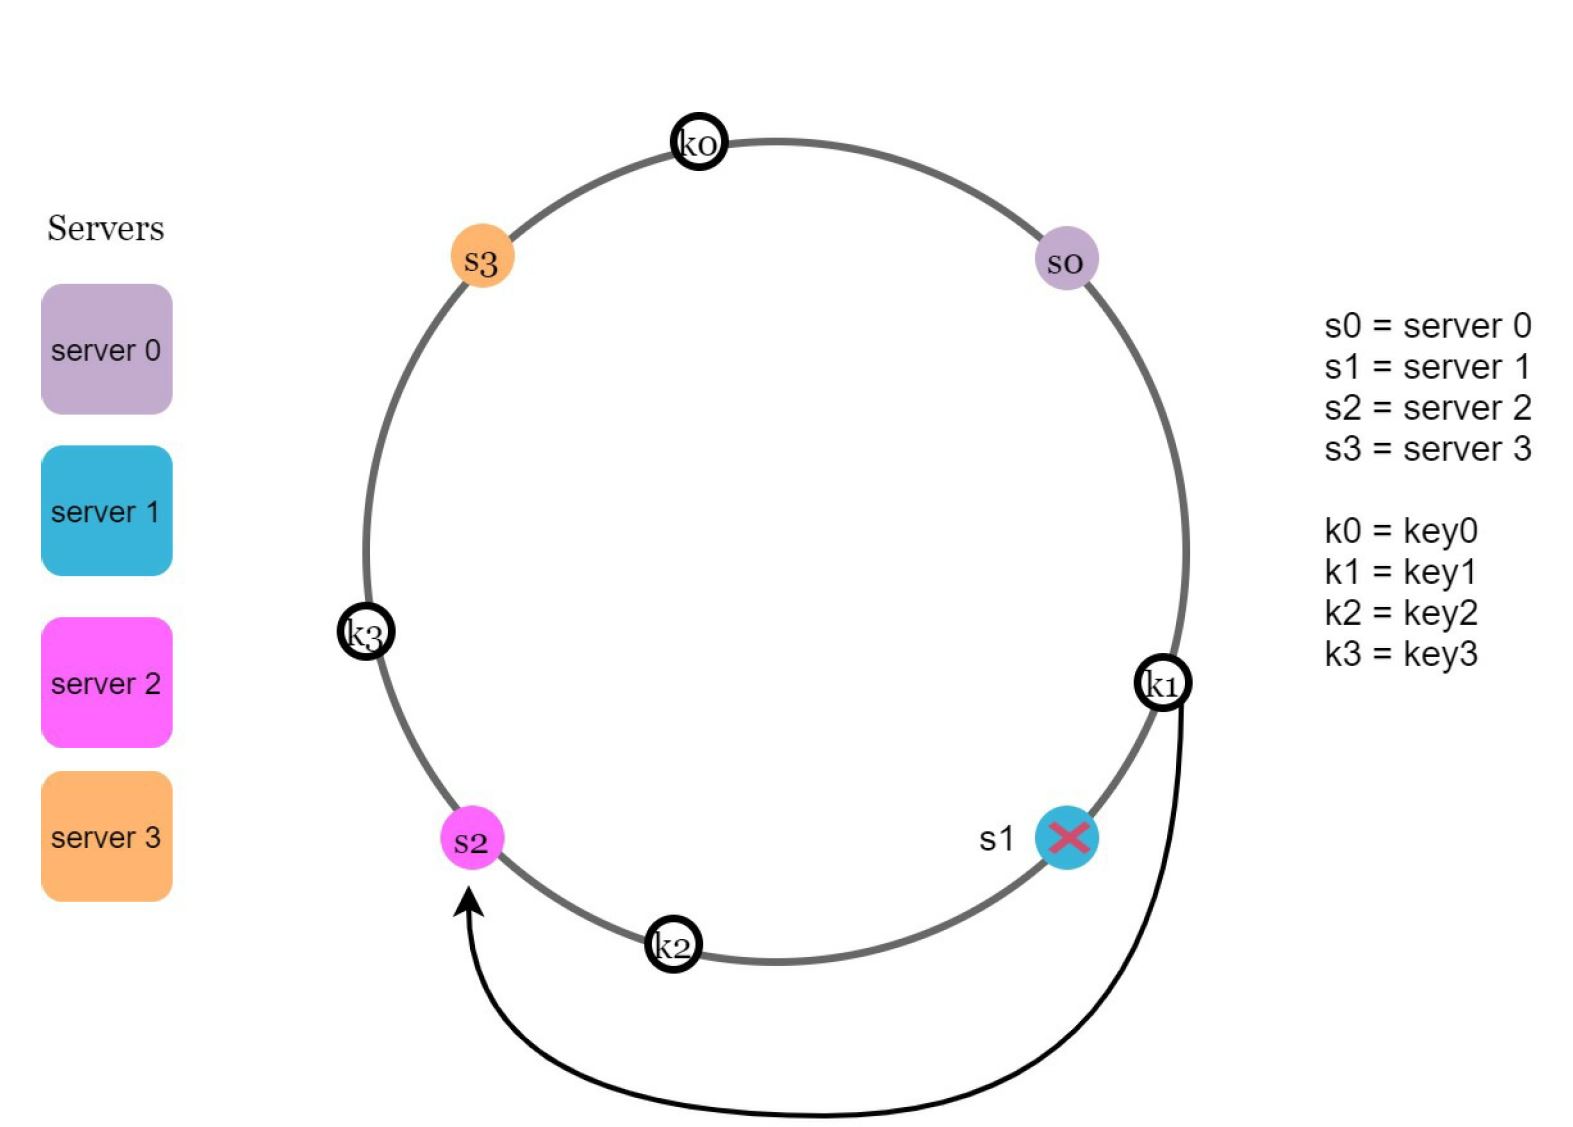 Servers
server 0
server 1
server 2
server 3
k0
s3
s0
k3
k1
s2
s1
k2
s0 = server 0
s1 = server 1
s2 = server 2
s3 = server 3
k0 = key0
k1 = key1
k2 = key2
k3 = key3